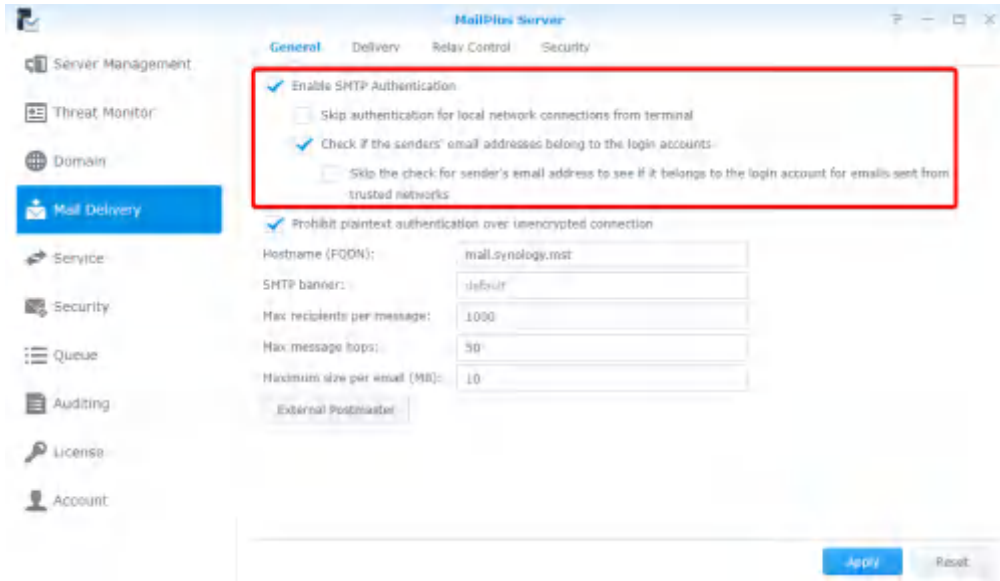 MailPlus Server
General Delivery Relay Control Security
Server Management
Threat Monitor
Domain
Mail Delivery
Service
Security
Queue
Auditing
License
Account
Enable SMTP Authentication
Skip authentication for local network connections from terminal
Check if the senders' email addresses belong to the login accounts
Skip the check for sender's email address to see if it belongs to the login account for emails sent from
trusted networks
Prohibit plaintext authentication over unencrypted connection
Hostname (FQDN): mail.synology.mst
SMTP banner: default
Max recipients per message: 1000
Max message hops: 50
Maximum size per email (MB): 10
External Postmaster
Apply Reset